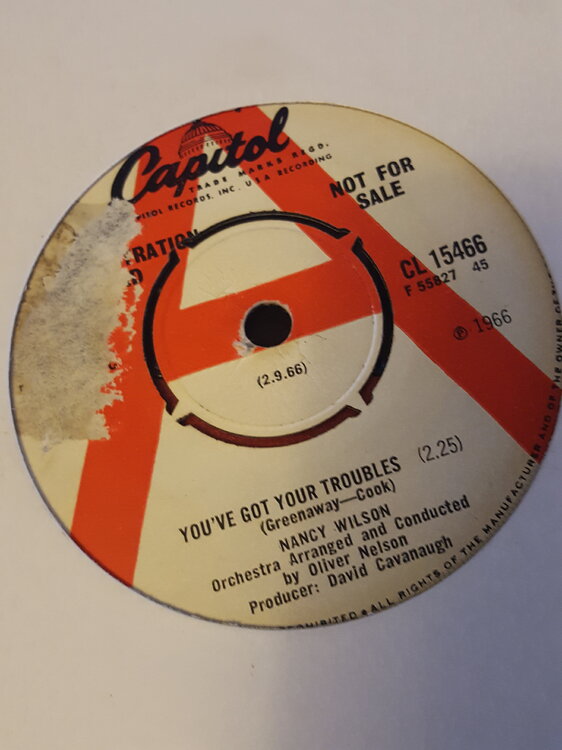 Capitol
TRADE MARKS REGD.
CAPITOL RECORDS, INC. U.S.A. RECORDING
NOT FOR
SALE
CL 15466
F 55827 45
℗ 1966
A
(2.9.66)
YOU'VE GOT YOUR TROUBLES (2.25)
(Greenaway—Cook)
NANCY WILSON
Orchestra Arranged and Conducted
by Oliver Nelson
Producer: David Cavanaugh
ALL RIGHTS OF THE MANUFACTURER AND OF THE OWNER OF